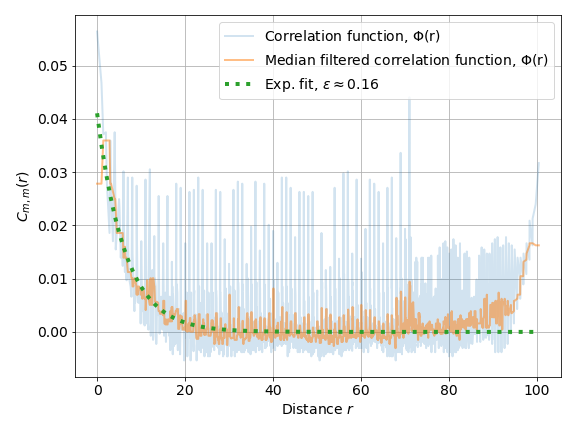 Correlation function, Φ(r)
Median filtered correlation function, Φ(r)
Exp. fit, ε ≈ 0.16
C_{m,m}(r)
0.05
0.04
0.03
0.02
0.01
0.00
0 20 40 60 80 100
Distance r